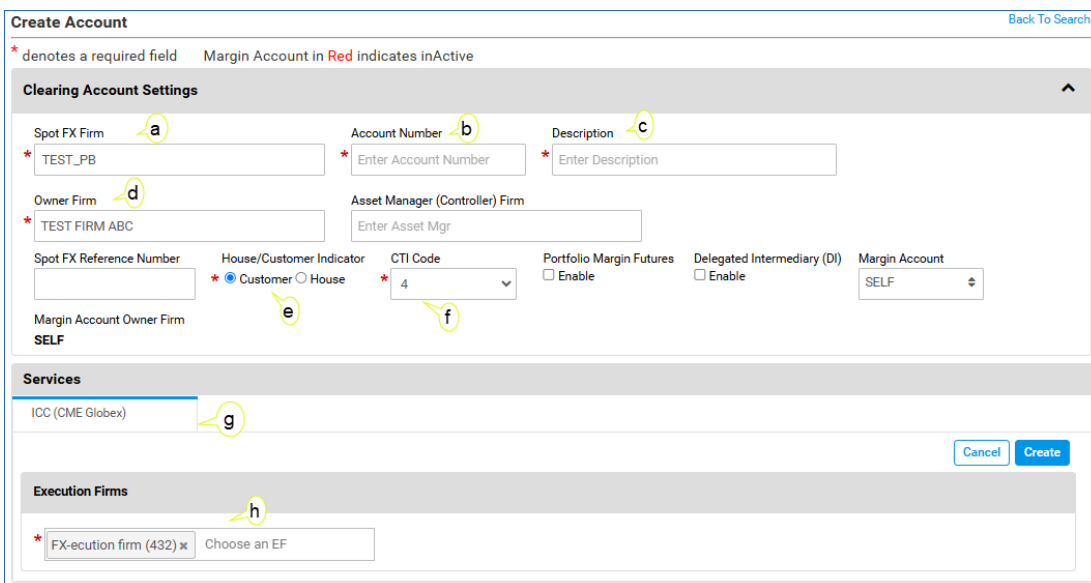 Create Account
Back To Search
* denotes a required field Margin Account in Red indicates inActive
Clearing Account Settings
Spot FX Firm a Account Number b Description c
* TEST_PB * Enter Account Number * Enter Description
Owner Firm d Asset Manager (Controller) Firm
* TEST FIRM ABC Enter Asset Mgr
Spot FX Reference Number House/Customer Indicator CTI Code Portfolio Margin Futures Delegated Intermediary (DI) Margin Account
* Customer House * 4 Enable Enable SELF
e f
Margin Account Owner Firm
SELF
Services
ICC (CME Globex) g
Cancel Create
Execution Firms
h
* FX-ecution firm (432) x Choose an EF